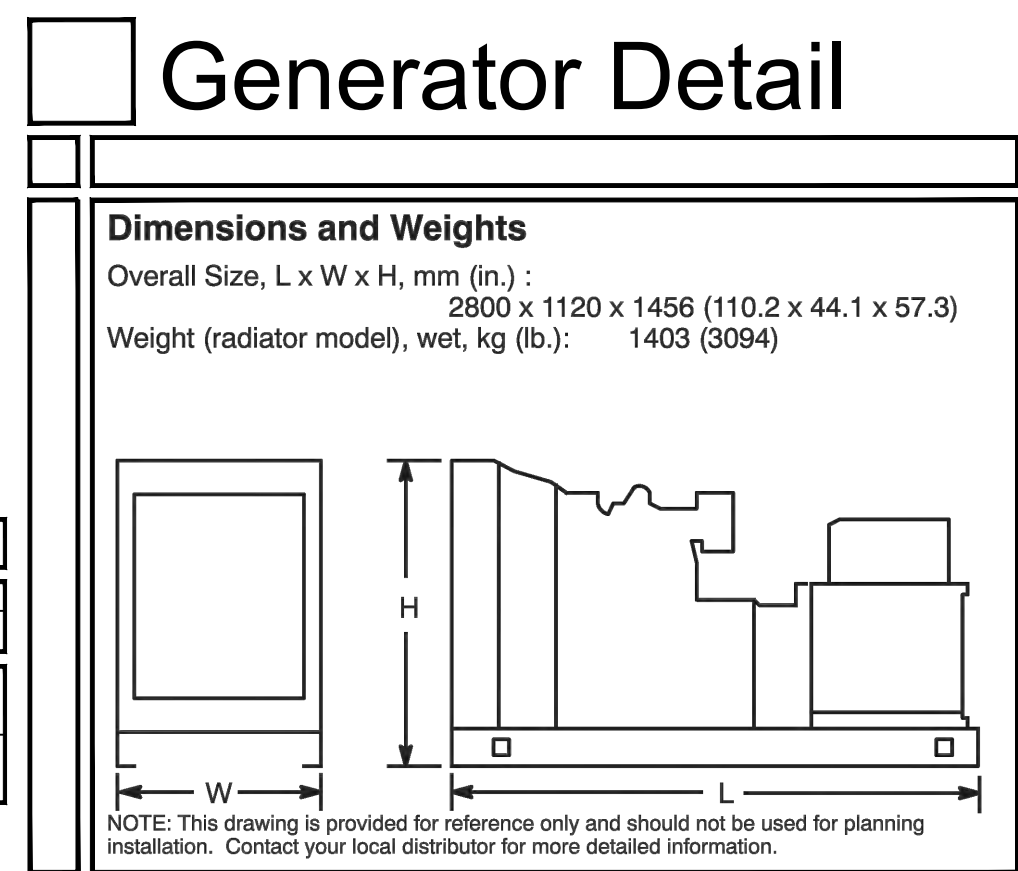 Generator Detail
Dimensions and Weights
Overall Size, L x W x H, mm (in.) :
2800 x 1120 x 1456 (110.2 x 44.1 x 57.3)
Weight (radiator model), wet, kg (lb.): 1403 (3094)
H
W
L
NOTE: This drawing is provided for reference only and should not be used for planning
installation. Contact your local distributor for more detailed information.